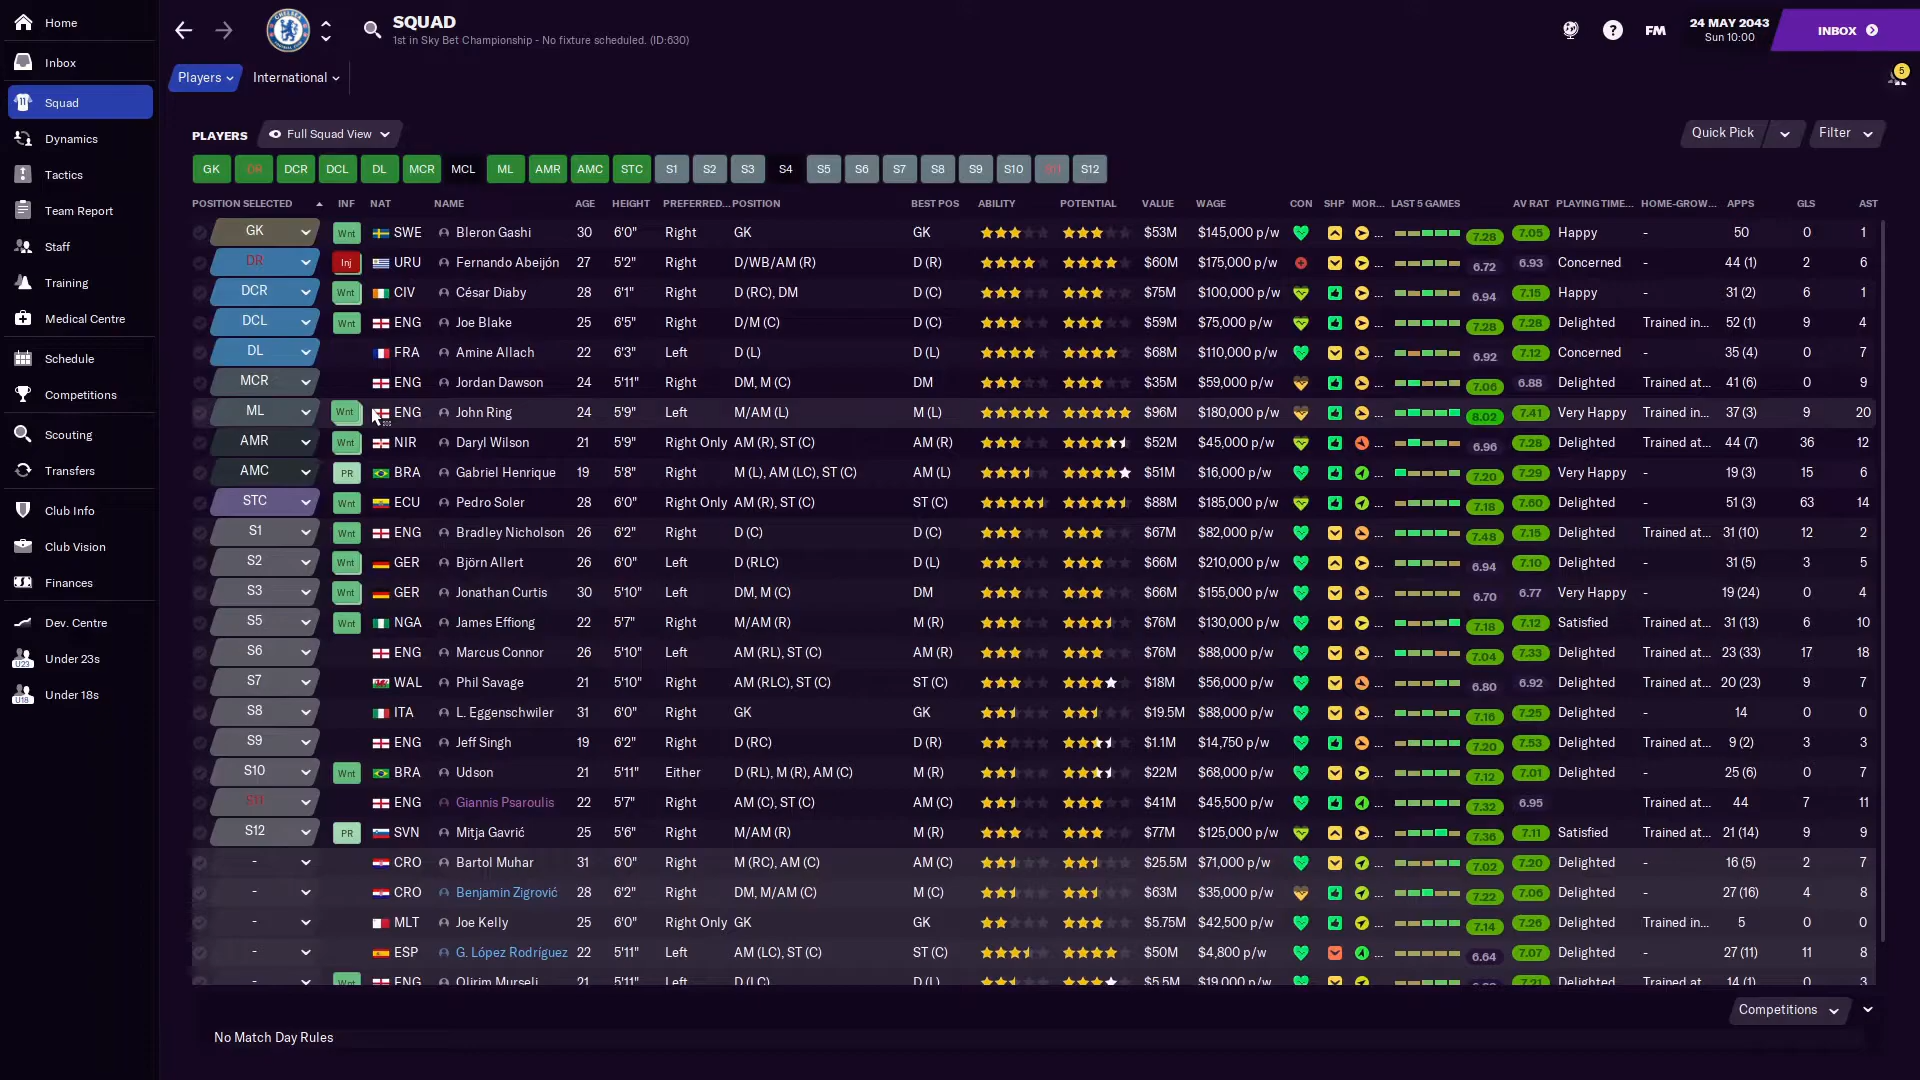 Home
Inbox
Squad
Dynamics
Tactics
Team Report
Staff
Training
Medical Centre
Schedule
Competitions
Scouting
Transfers
Club Info
Club Vision
Finances
Dev. Centre
Under 23s
Under 18s
SQUAD
1st in Sky Bet Championship - No fixture scheduled. (ID:630)
FM
24 MAY 2043
Sun 10:00
INBOX
Players
International
5
PLAYERS
Full Squad View
Quick Pick
Filter
GK DR DCR DCL DL MCR MCL ML AMR AMC STC S1 S2 S3 S4 S5 S6 S7 S8 S9 S10 S11 S12
POSITION SELECTED INF NAT NAME AGE HEIGHT PREFERRED... POSITION BEST POS ABILITY POTENTIAL VALUE WAGE CON SHP MOR... LAST 5 GAMES AV RAT PLAYING TIME... HOME-GROW... APPS GLS AST
GK Wnt SWE Bleron Gashi 30 6'0" Right GK GK $53M $145,000 p/w ... 7.28 7.05 Happy - 50 0 1
DR Inj URU Fernando Abeijón 27 5'2" Right D/WB/AM (R) D (R) $60M $175,000 p/w ... 6.72 6.93 Concerned - 44 (1) 2 6
DCR Wnt CIV César Diaby 28 6'1" Right D (RC), DM D (C) $75M $100,000 p/w ... 6.94 7.15 Happy - 31 (2) 6 1
DCL Wnt ENG Joe Blake 25 6'5" Right D/M (C) D (C) $59M $75,000 p/w ... 7.28 7.28 Delighted Trained in... 52 (1) 9 4
DL FRA Amine Allach 22 6'3" Left D (L) D (L) $68M $110,000 p/w ... 6.92 7.12 Concerned - 35 (4) 0 7
MCR ENG Jordan Dawson 24 5'11" Right DM, M (C) DM $35M $59,000 p/w ... 7.06 6.88 Delighted Trained at... 41 (6) 0 9
ML Wnt ENG John Ring 24 5'9" Left M/AM (L) M (L) $96M $180,000 p/w ... 8.02 7.41 Very Happy Trained in... 37 (3) 9 20
AMR Wnt NIR Daryl Wilson 21 5'9" Right Only AM (R), ST (C) AM (R) $52M $45,000 p/w ... 6.96 7.28 Delighted Trained at... 44 (7) 36 12
AMC PR BRA Gabriel Henrique 19 5'8" Right M (L), AM (LC), ST (C) AM (L) $51M $16,000 p/w ... 7.20 7.29 Very Happy - 19 (3) 15 6
STC Wnt ECU Pedro Soler 28 6'0" Right Only AM (R), ST (C) ST (C) $88M $185,000 p/w ... 7.18 7.60 Delighted - 51 (3) 63 14
S1 Wnt ENG Bradley Nicholson 26 6'2" Right D (C) D (C) $67M $82,000 p/w ... 7.48 7.15 Delighted Trained at... 31 (10) 12 2
S2 Wnt GER Björn Allert 26 6'0" Left D (RLC) D (L) $66M $210,000 p/w ... 6.94 7.10 Delighted - 31 (5) 3 5
S3 Wnt GER Jonathan Curtis 30 5'10" Left DM, M (C) DM $66M $155,000 p/w ... 6.70 6.77 Very Happy - 19 (24) 0 4
S5 Wnt NGA James Effiong 22 5'7" Right M/AM (R) M (R) $76M $130,000 p/w ... 7.18 7.12 Satisfied Trained at... 31 (13) 6 10
S6 ENG Marcus Connor 26 5'10" Left AM (RL), ST (C) AM (R) $76M $88,000 p/w ... 7.04 7.33 Delighted Trained at... 23 (33) 17 18
S7 WAL Phil Savage 21 5'10" Right AM (RLC), ST (C) ST (C) $18M $56,000 p/w ... 6.80 6.92 Delighted Trained at... 20 (23) 9 7
S8 ITA L. Eggenschwiler 31 6'0" Right GK GK $19.5M $88,000 p/w ... 7.16 7.25 Delighted - 14 0 0
S9 ENG Jeff Singh 19 6'2" Right D (RC) D (R) $1.1M $14,750 p/w ... 7.20 7.53 Delighted Trained at... 9 (2) 3 3
S10 Wnt BRA Udson 21 5'11" Either D (RL), M (R), AM (C) M (R) $22M $68,000 p/w ... 7.12 7.01 Delighted - 25 (6) 0 7
S11 ENG Giannis Psaroulis 22 5'7" Right AM (C), ST (C) AM (C) $41M $45,500 p/w ... 7.32 6.95 Trained at... 44 7 11
S12 PR SVN Mitja Gavrić 25 5'6" Right M/AM (R) M (R) $77M $125,000 p/w ... 7.36 7.11 Satisfied Trained at... 21 (14) 9 9
- CRO Bartol Muhar 31 6'0" Right M (RC), AM (C) AM (C) $25.5M $71,000 p/w ... 7.02 7.20 Delighted - 16 (5) 2 7
- CRO Benjamin Zigrović 28 6'2" Right DM, M/AM (C) M (C) $63M $35,000 p/w ... 7.22 7.06 Delighted - 27 (16) 4 8
- MLT Joe Kelly 25 6'0" Right Only GK GK $5.75M $42,500 p/w ... 7.14 7.26 Delighted Trained in... 5 0 0
- ESP G. López Rodríguez 22 5'11" Left AM (LC), ST (C) ST (C) $50M $4,800 p/w ... 6.64 7.07 Delighted - 27 (11) 11 8
- Wnt ENG Olirim Murseli 21 5'11" Left D (LC) D (L) $5.5M $19,000 p/w ... 7.21 Delighted Trained at... 14 (1) 0 3
Competitions
No Match Day Rules